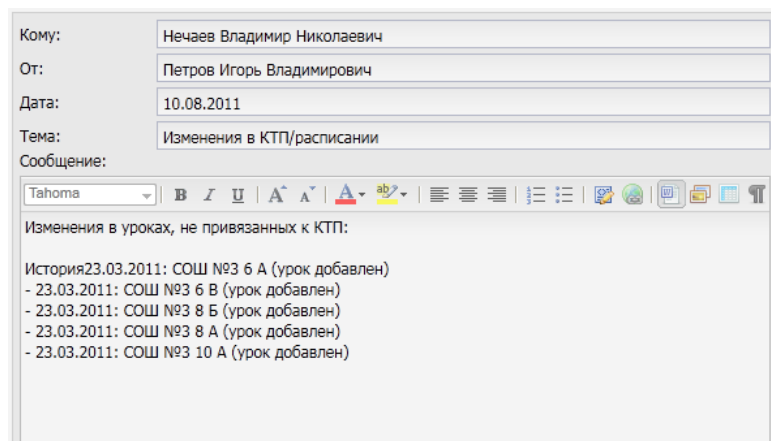 Кому: Нечаев Владимир Николаевич
От: Петров Игорь Владимирович
Дата: 10.08.2011
Тема: Изменения в КТП/расписании
Сообщение:
Tahoma B I U A A A ab
Изменения в уроках, не привязанных к КТП:
История23.03.2011: СОШ №3 6 А (урок добавлен)
- 23.03.2011: СОШ №3 6 В (урок добавлен)
- 23.03.2011: СОШ №3 8 Б (урок добавлен)
- 23.03.2011: СОШ №3 8 А (урок добавлен)
- 23.03.2011: СОШ №3 10 А (урок добавлен)